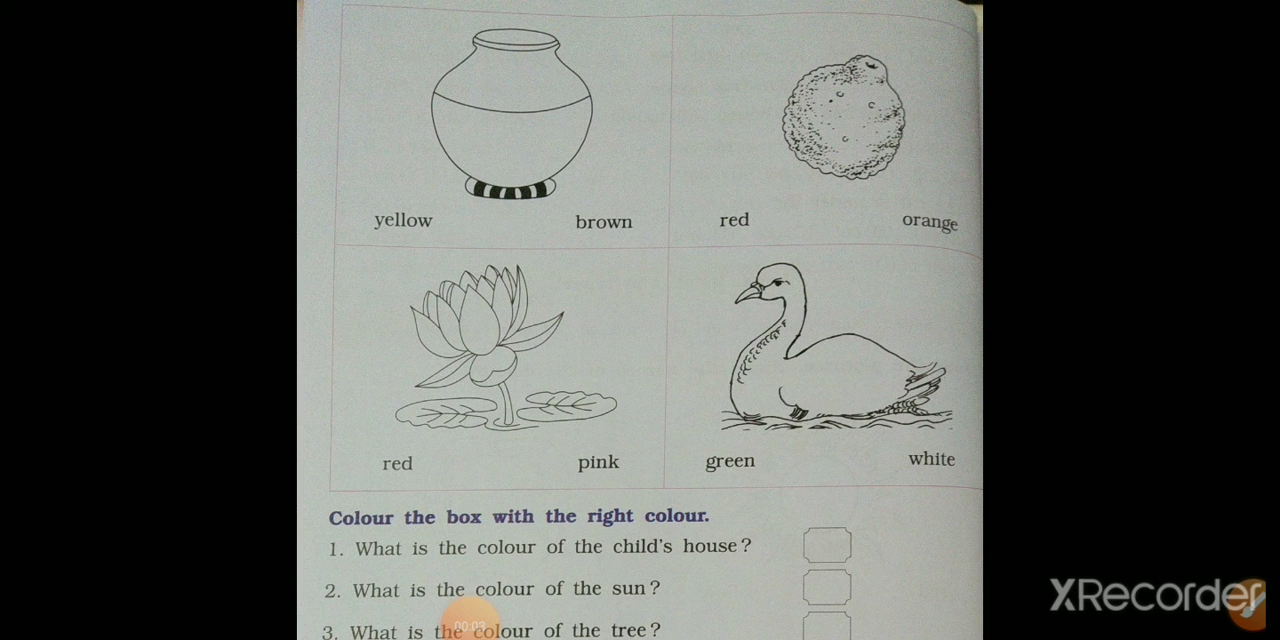 yellow brown red orange
red pink green white
Colour the box with the right colour.
1. What is the colour of the child's house?
2. What is the colour of the sun?
3. What is the colour of the tree?
00:03
XRecorder